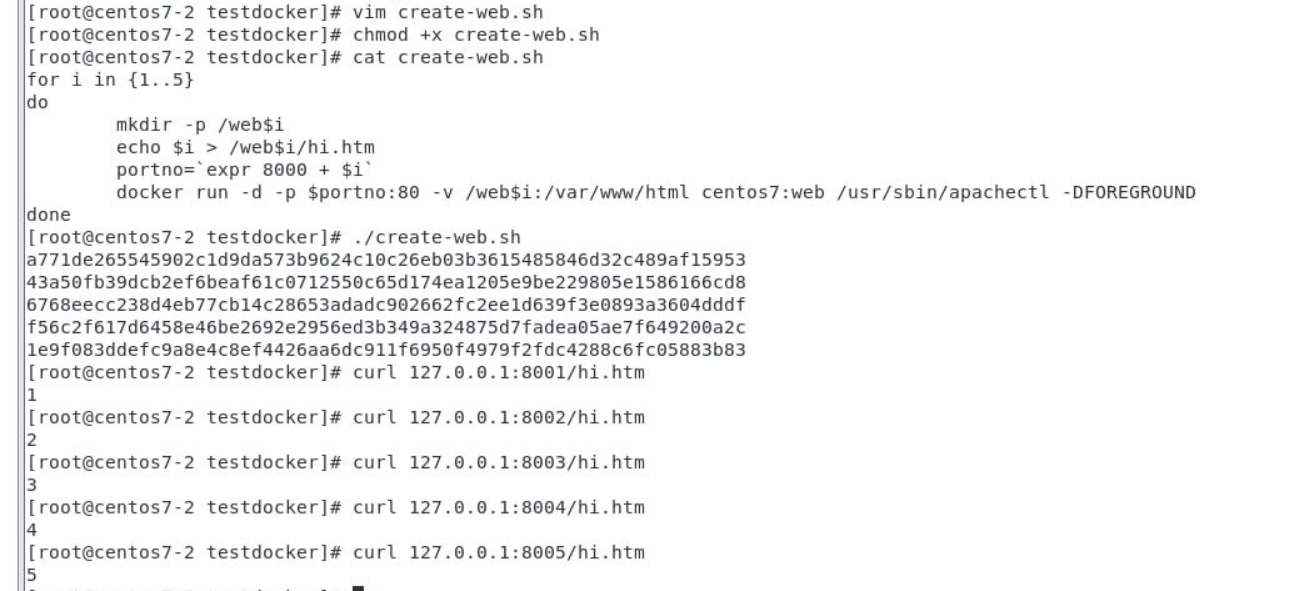 [root@centos7-2 testdocker]# vim create-web.sh
[root@centos7-2 testdocker]# chmod +x create-web.sh
[root@centos7-2 testdocker]# cat create-web.sh
for i in {1..5}
do
        mkdir -p /web$i
        echo $i > /web$i/hi.htm
        portno=`expr 8000 + $i`
        docker run -d -p $portno:80 -v /web$i:/var/www/html centos7:web /usr/sbin/apachectl -DFOREGROUND
done
[root@centos7-2 testdocker]# ./create-web.sh
a771de265545902c1d9da573b9624c10c26eb03b3615485846d32c489af15953
43a50fb39dcb2ef6beaf61c0712550c65d174ea1205e9be229805e1586166cd8
6768eecc238d4eb77cb14c28653adadc902662fc2ee1d639f3e0893a3604dddf
f56c2f617d6458e46be2692e2956ed3b349a324875d7fadea05ae7f649200a2c
1e9f083ddefc9a8e4c8ef4426aa6dc911f6950f4979f2fdc4288c6fc05883b83
[root@centos7-2 testdocker]# curl 127.0.0.1:8001/hi.htm
1
[root@centos7-2 testdocker]# curl 127.0.0.1:8002/hi.htm
2
[root@centos7-2 testdocker]# curl 127.0.0.1:8003/hi.htm
3
[root@centos7-2 testdocker]# curl 127.0.0.1:8004/hi.htm
4
[root@centos7-2 testdocker]# curl 127.0.0.1:8005/hi.htm
5